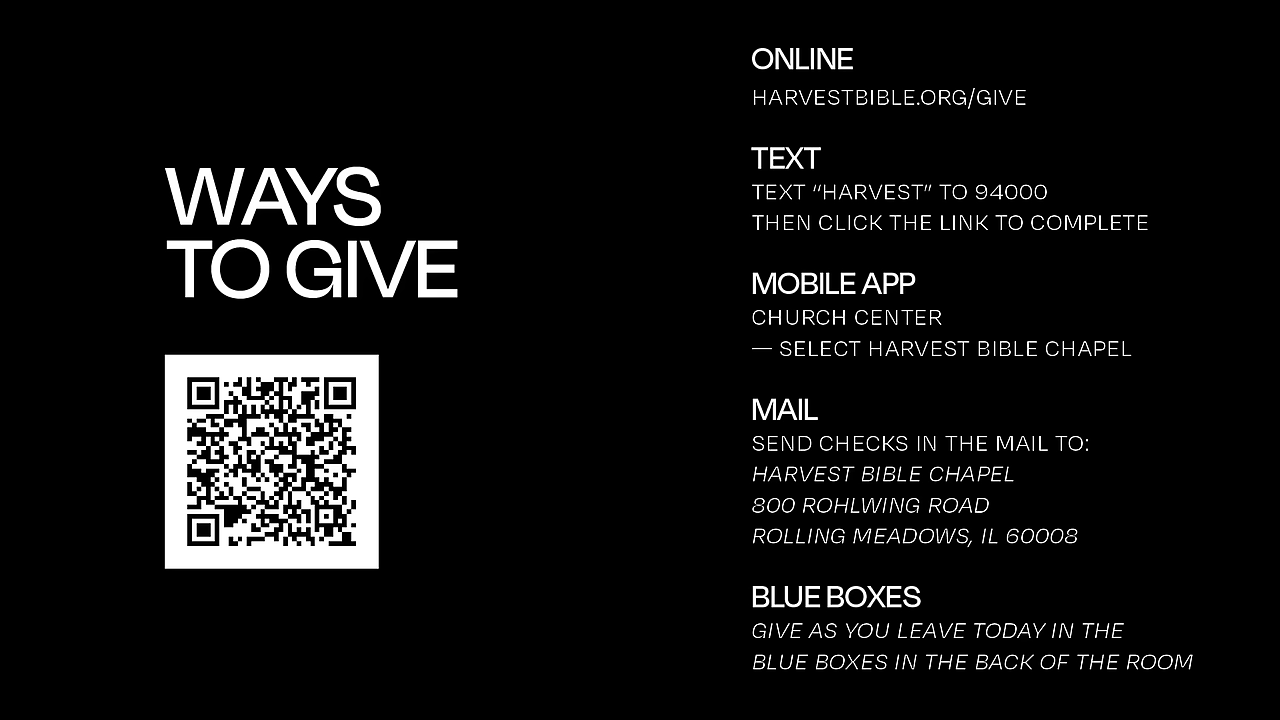 WAYS
TO GIVE
ONLINE
HARVESTBIBLE.ORG/GIVE
TEXT
TEXT “HARVEST” TO 94000
THEN CLICK THE LINK TO COMPLETE
MOBILE APP
CHURCH CENTER
— SELECT HARVEST BIBLE CHAPEL
MAIL
SEND CHECKS IN THE MAIL TO:
HARVEST BIBLE CHAPEL
800 ROHLWING ROAD
ROLLING MEADOWS, IL 60008
BLUE BOXES
GIVE AS YOU LEAVE TODAY IN THE
BLUE BOXES IN THE BACK OF THE ROOM